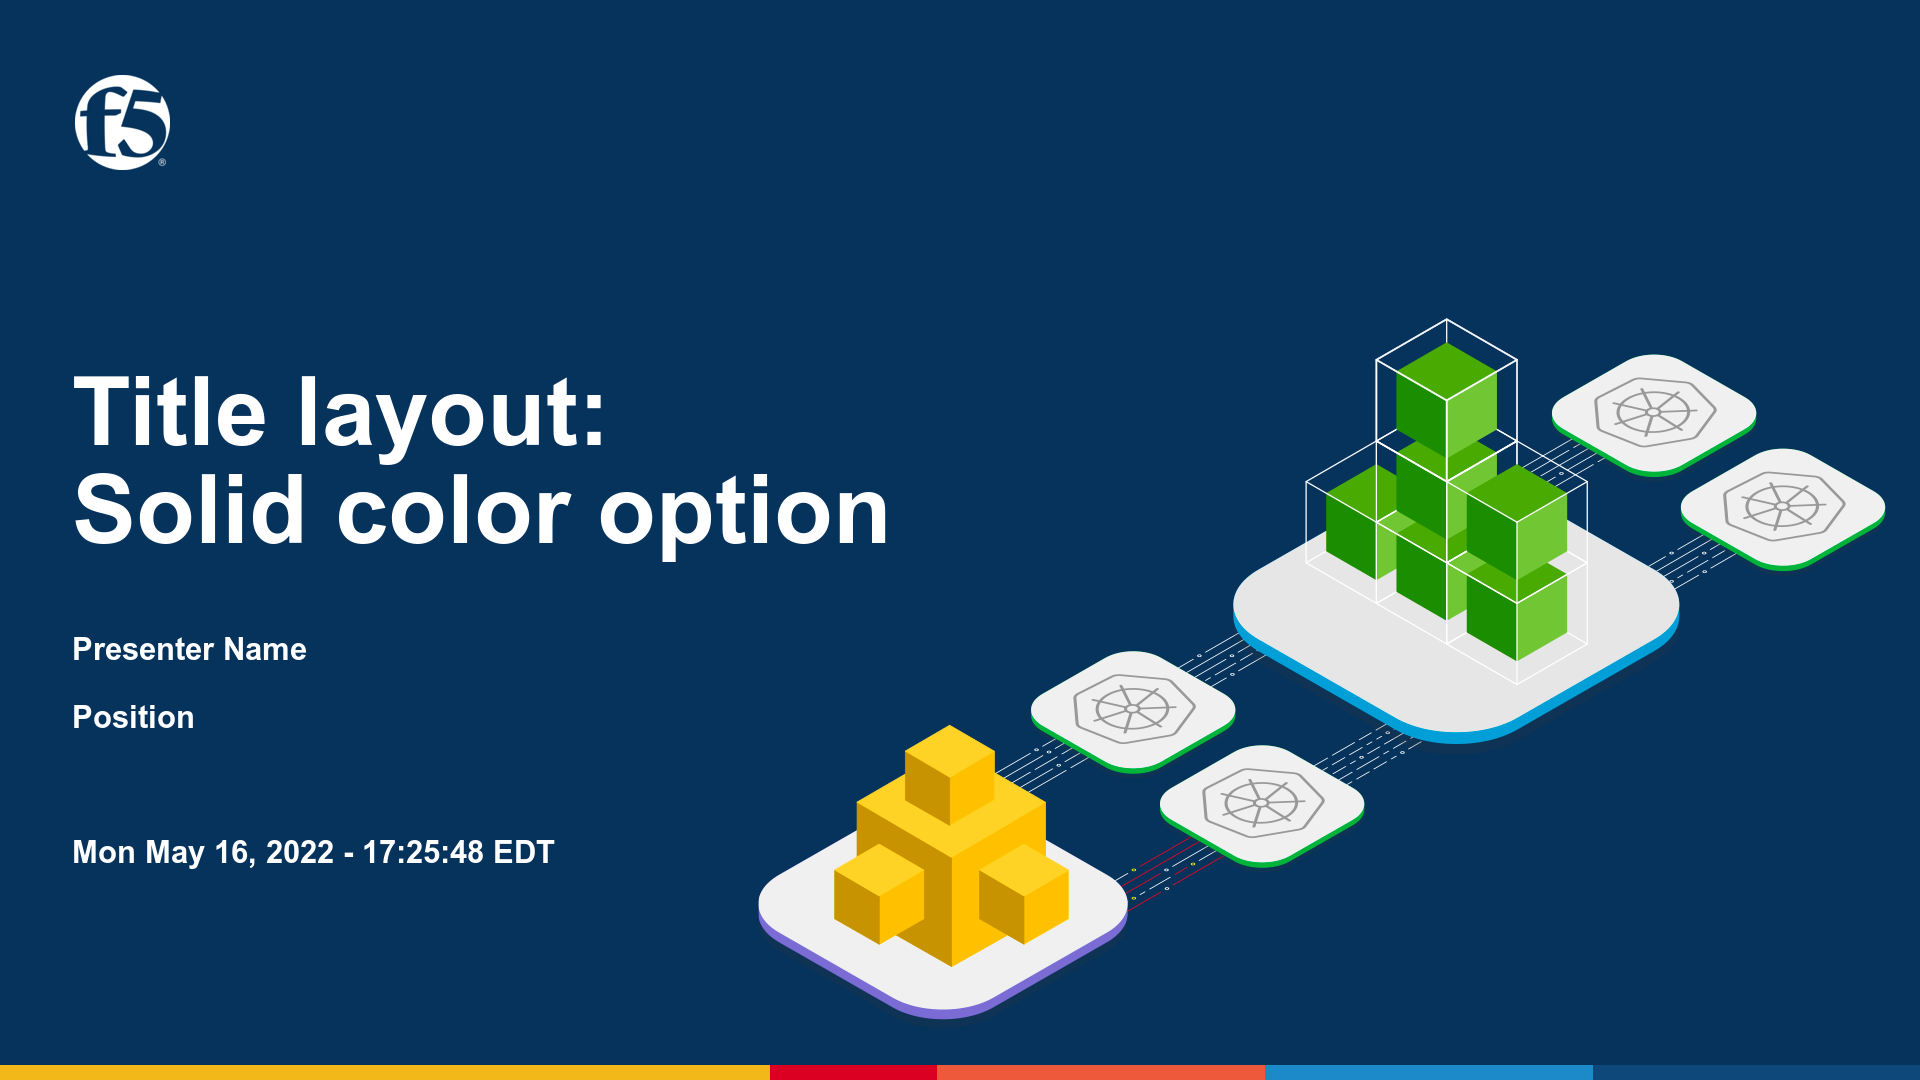 f5
®
Title layout:
Solid color option
Presenter Name
Position
Mon May 16, 2022 - 17:25:48 EDT